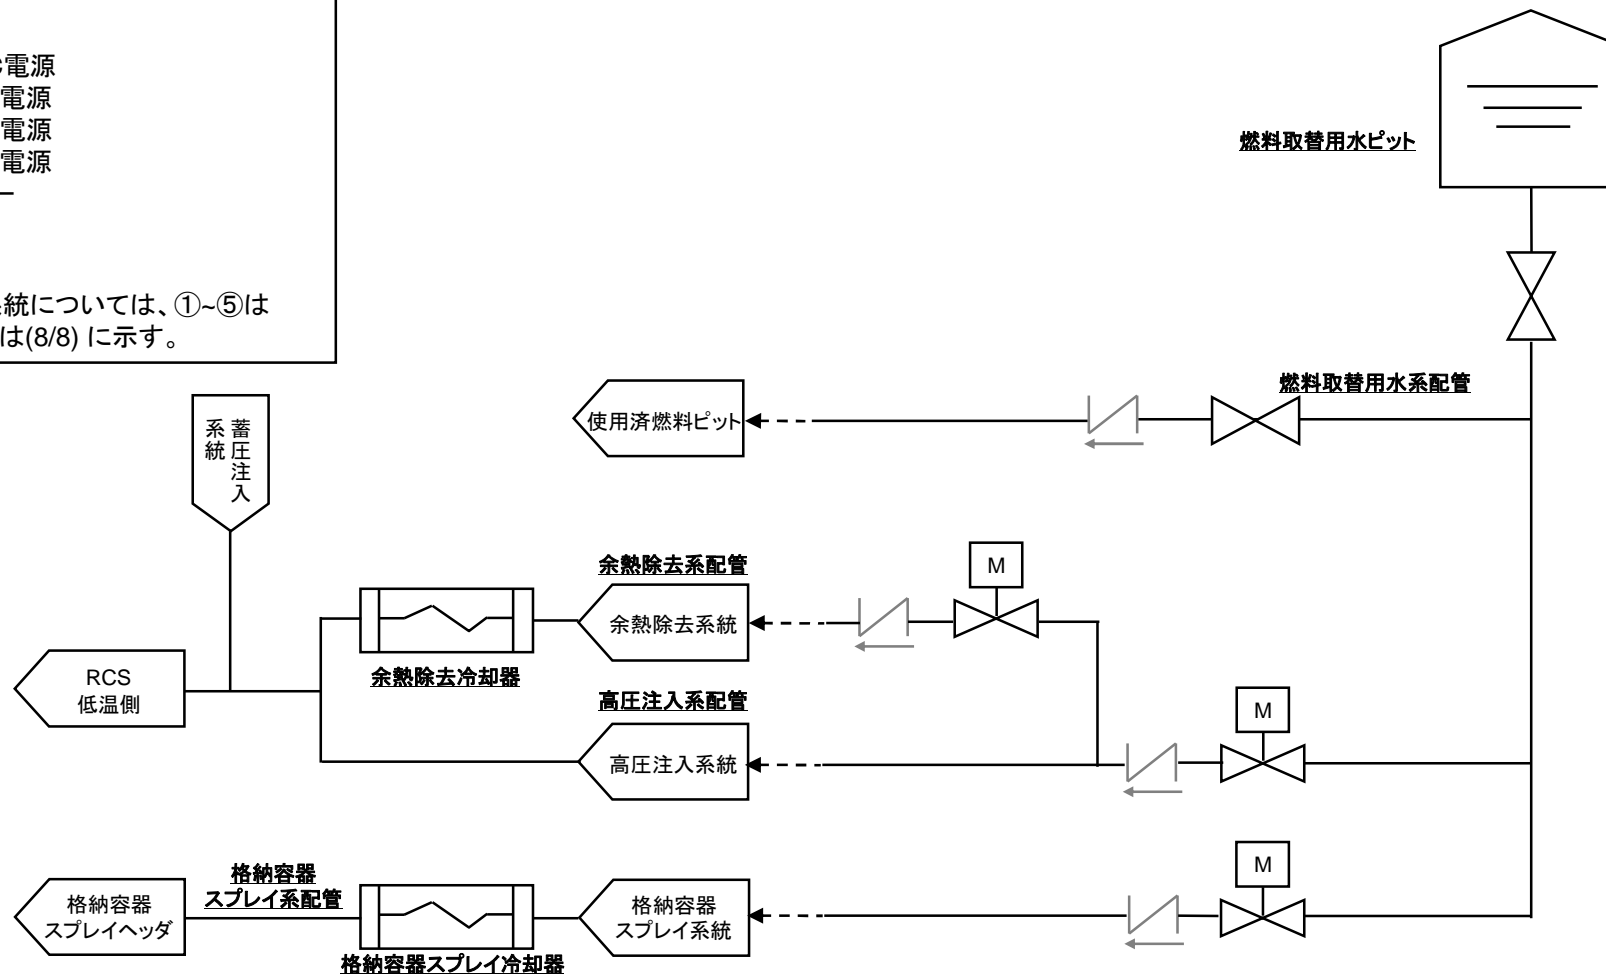 電源
電源
電源
電源
系統については、①~⑤は
は(8/8) に示す。
燃料取替用水ピット
燃料取替用水系配管
使用済燃料ピット
蓄圧注入
系統
余熱除去系配管
M
余熱除去系統
余熱除去冷却器
RCS
低温側
高圧注入系配管
M
高圧注入系統
M
格納容器
スプレイ系配管
格納容器
スプレイヘッダ
格納容器
スプレイ系統
格納容器スプレイ冷却器